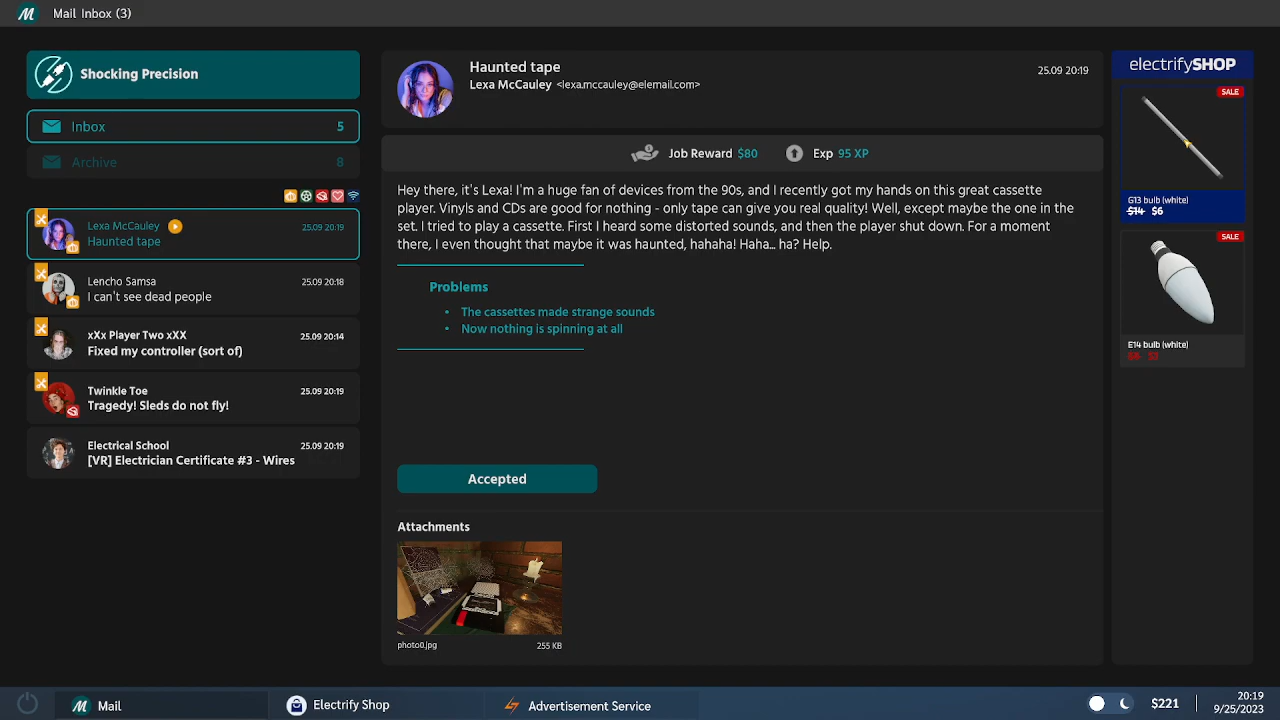 Mail Inbox (3)
Shocking Precision
Inbox 5
Archive 8
Lexa McCauley 25.09 20:19
Haunted tape
Lencho Samsa 25.09 20:18
I can't see dead people
xXx Player Two xXX 25.09 20:14
Fixed my controller (sort of)
Twinkle Toe 25.09 20:19
Tragedy! Sleds do not fly!
Electrical School 25.09 20:19
[VR] Electrician Certificate #3 - Wires
Haunted tape
Lexa McCauley <lexa.mccauley@elemail.com>
25.09 20:19
Job Reward $80 Exp 95 XP
Hey there, it's Lexa! I'm a huge fan of devices from the 90s, and I recently got my hands on this great cassette
player. Vinyls and CDs are good for nothing - only tape can give you real quality! Well, except maybe the one in the
set. I tried to play a cassette. First I heard some distorted sounds, and then the player shut down. For a moment
there, I even thought that maybe it was haunted, hahaha! Haha... ha? Help.
Problems
• The cassettes made strange sounds
• Now nothing is spinning at all
Accepted
Attachments
photo0.jpg 255 KB
electrifySHOP
SALE
G13 bulb (white)
$14 $6
SALE
E14 bulb (white)
$8 $3
Mail
Electrify Shop
Advertisement Service
$221
20:19
9/25/2023